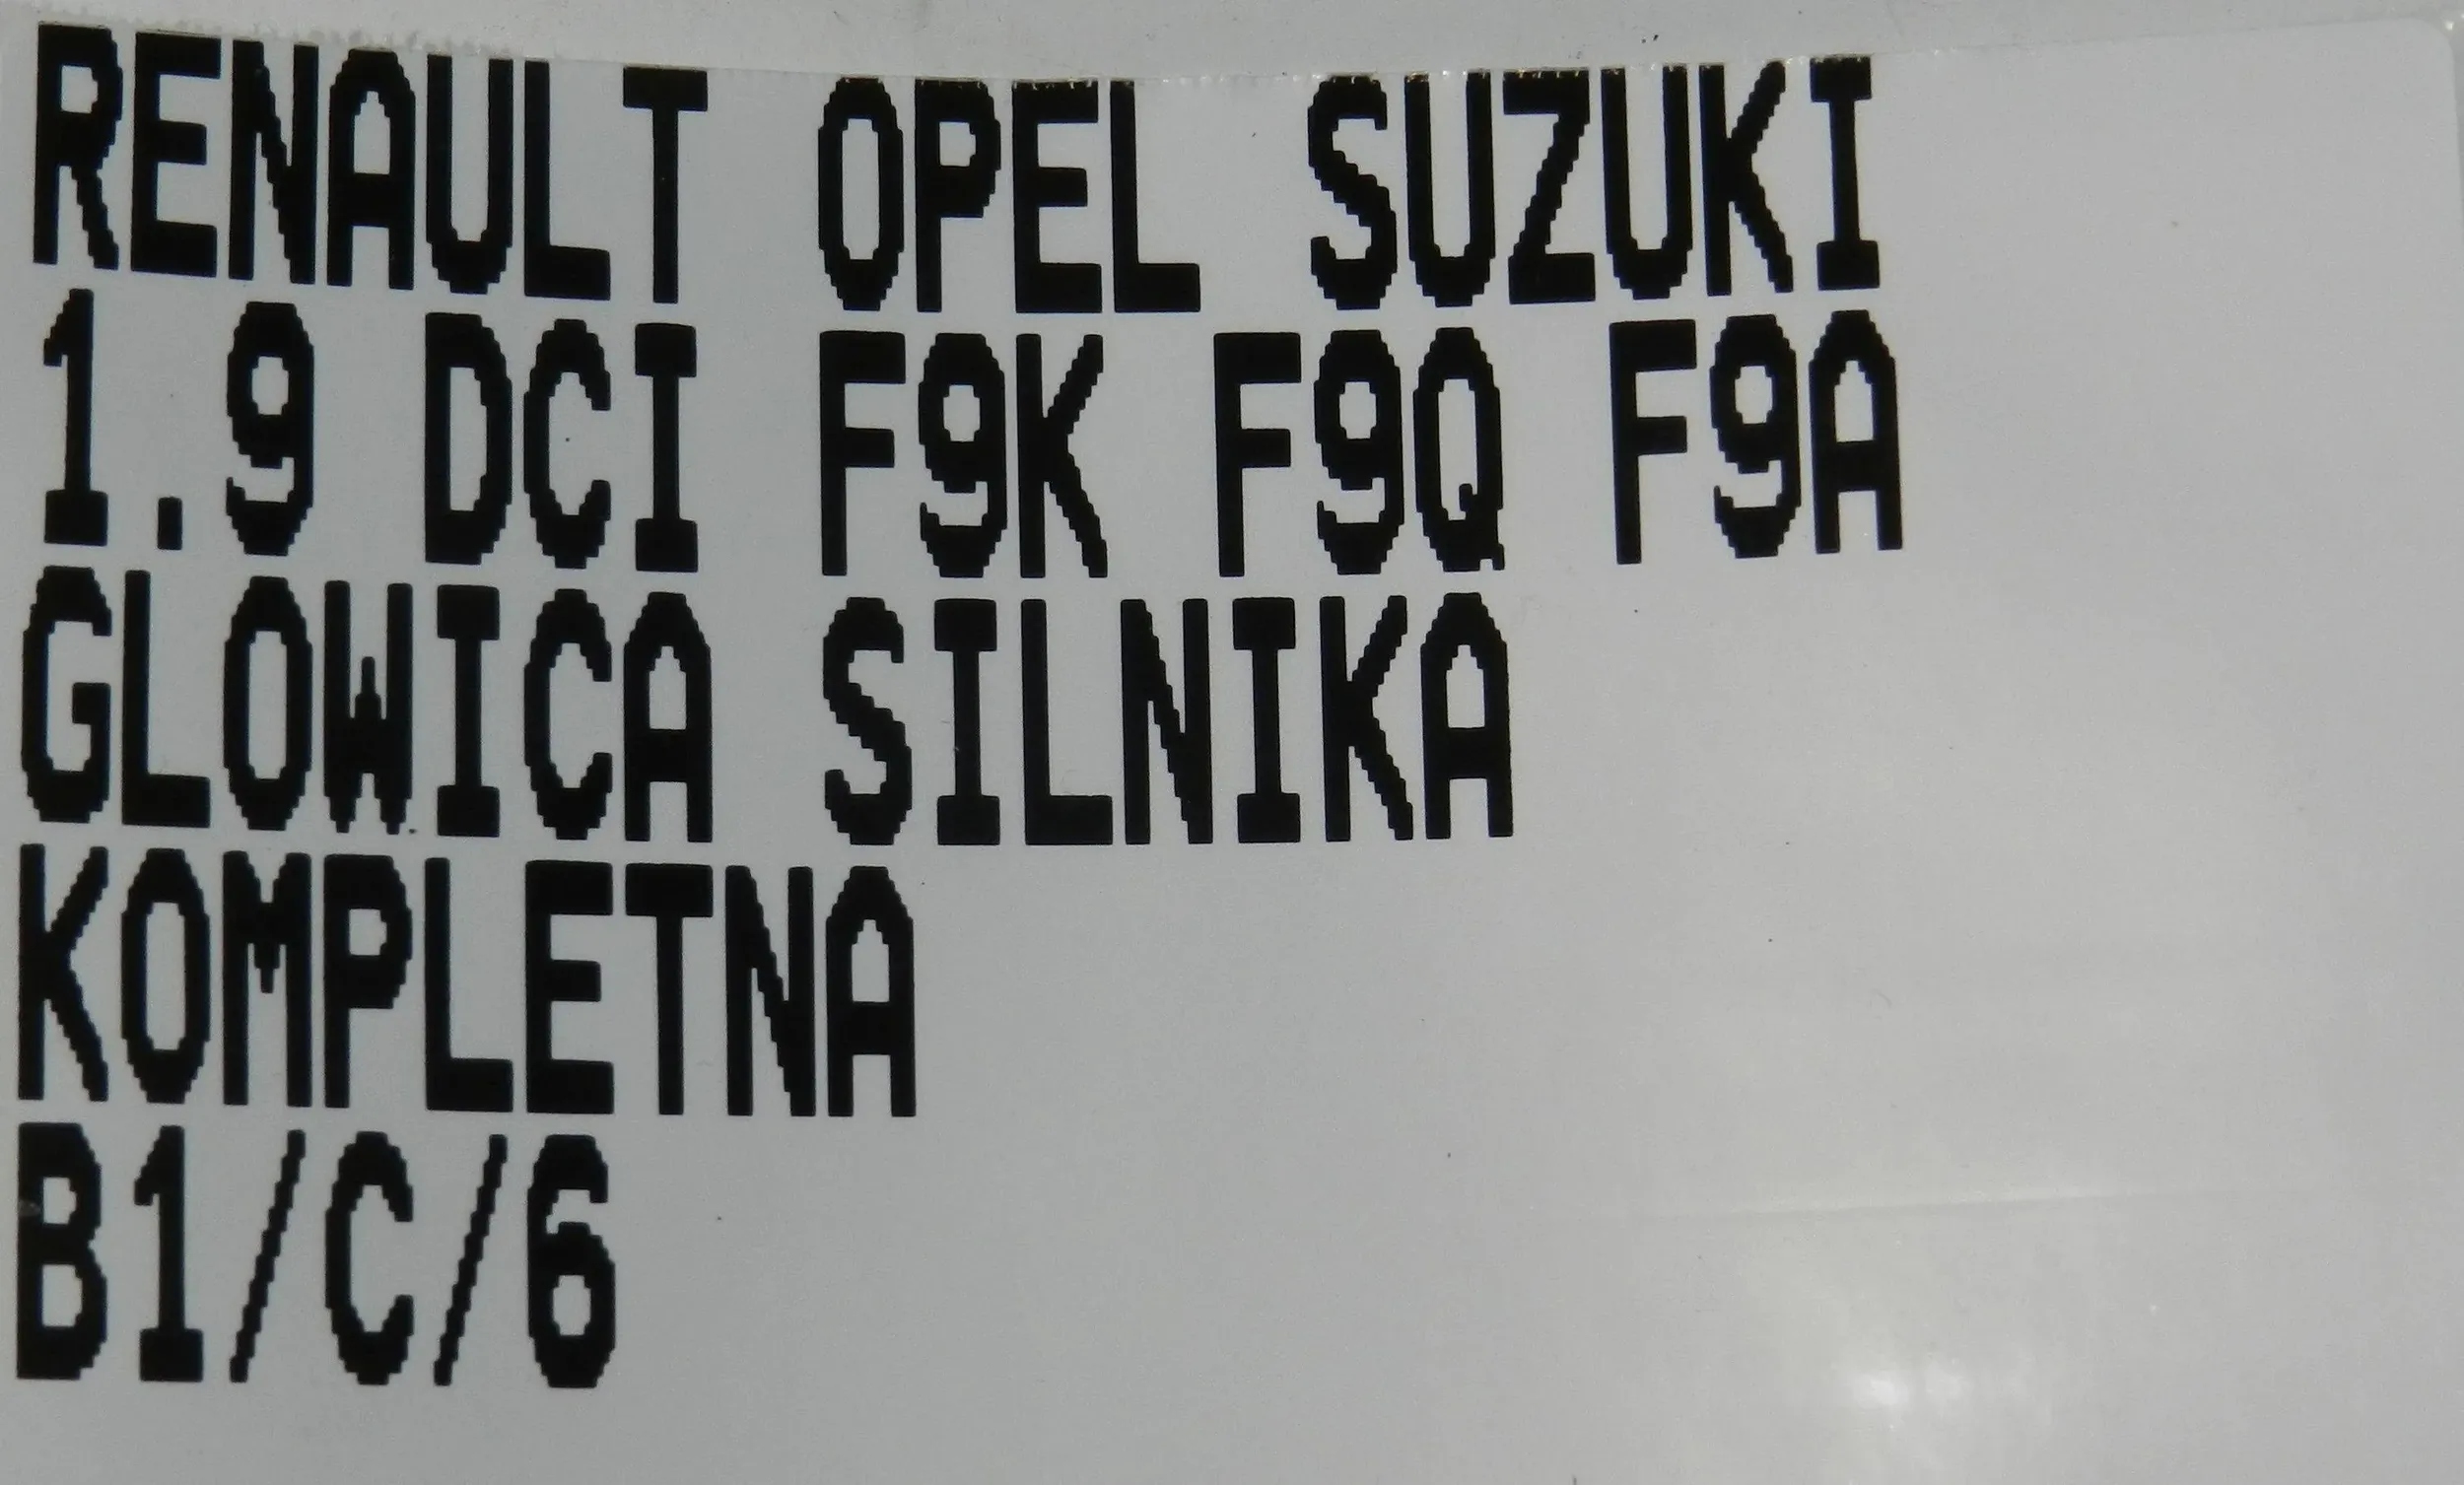 RENAULT OPEL SUZUKI
1.9 DCI F9K F9Q F9A
GLOWICA SILNIKA
KOMPLETNA
B1/C/6